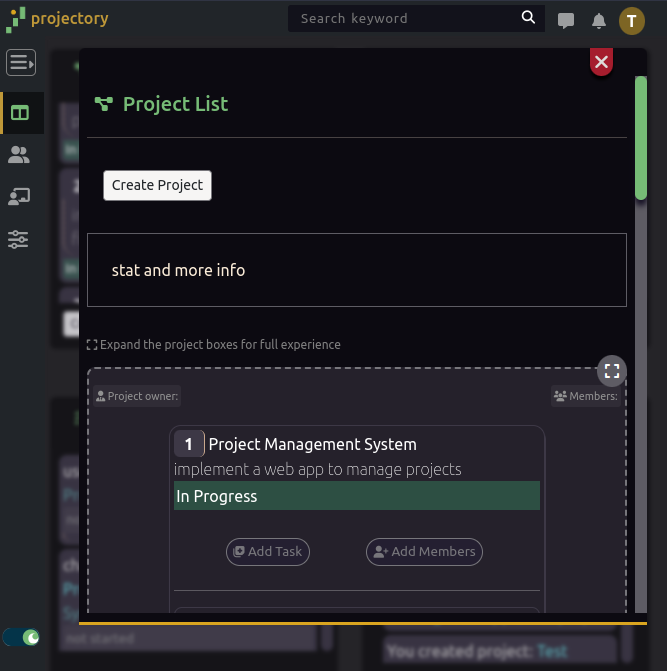 projectory
Search keyword
T
Project List
Create Project
stat and more info
Expand the project boxes for full experience
Project owner:
Members:
1 Project Management System
implement a web app to manage projects
In Progress
Add Task
Add Members
not started
You created project: Test